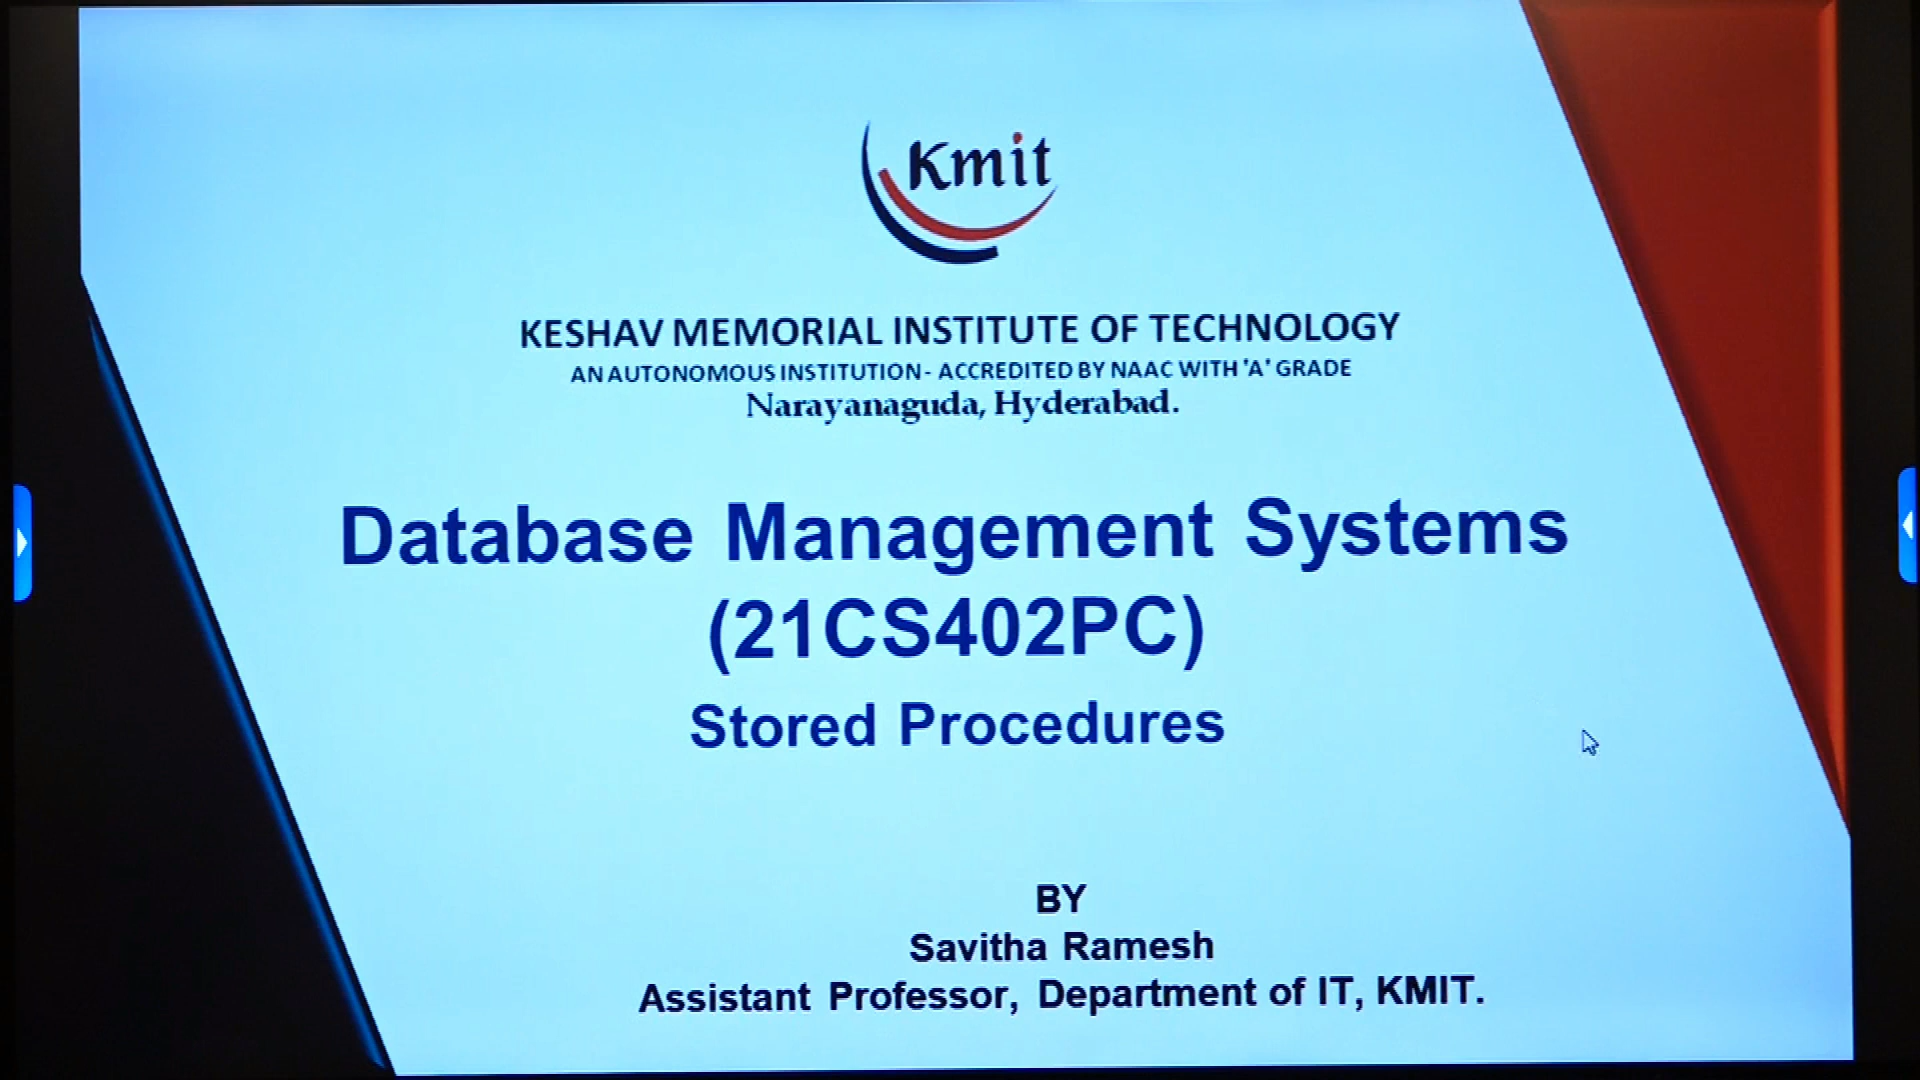 Kmit
KESHAV MEMORIAL INSTITUTE OF TECHNOLOGY
AN AUTONOMOUS INSTITUTION - ACCREDITED BY NAAC WITH 'A' GRADE
Narayanaguda, Hyderabad.
Database Management Systems
(21CS402PC)
Stored Procedures
BY
Savitha Ramesh
Assistant Professor, Department of IT, KMIT.